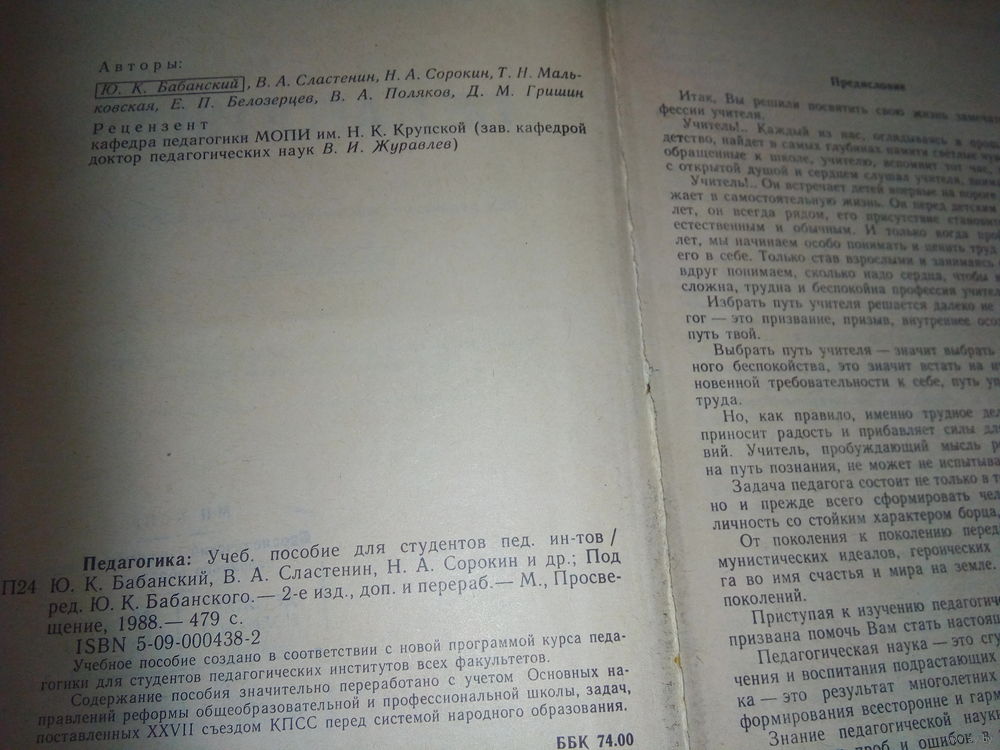 Авторы:
Ю. К. Бабанский, В. А. Сластенин, Н. А. Сорокин, Т. Н. Маль-
ковская, Е. П. Белозерцев, В. А. Поляков, Д. М. Гришин
Рецензент
кафедра педагогики МОПИ им. Н. К. Крупской (зав. кафедрой
доктор педагогических наук В. И. Журавлев)
Педагогика: Учеб. пособие для студентов пед. ин-тов /
П24 Ю. К. Бабанский, В. А. Сластенин, Н. А. Сорокин и др.; Под
ред. Ю. К. Бабанского.— 2-е изд., доп. и перераб.— М., Просве-
щение, 1988.— 479 с.
ISBN 5-09-000438-2
Учебное пособие создано в соответствии с новой программой курса педа-
гогики для студентов педагогических институтов всех факультетов.
Содержание пособия значительно переработано с учетом Основных на-
правлений реформы общеобразовательной и профессиональной школы, задач,
поставленных XXVII съездом КПСС перед системой народного образования.
ББК 74.00
Предисловие
Итак, Вы решили посвятить свою жизнь
фессии учителя.
Учитель!.. Каждый из нас, оглядываясь в
детство, найдет в самых глубинах памяти светлые
обращенные к школе, учителю, вспомнит тот час,
с открытой душой и сердцем слушал учителя,
Учитель!.. Он встречает детей впервые на пороге
жает в самостоятельную жизнь. Он перед детским
лет, он всегда рядом, его присутствие
естественным и обычным. И только когда
лет, мы начинаем особо понимать и ценить труд
его в себе. Только став взрослыми и занимаясь
вдруг понимаем, сколько надо сердца, чтобы
сложна, трудна и беспокойна профессия
Избрать путь учителя решается далеко не
гог — это призвание, призыв, внутреннее
путь твой.
Выбрать путь учителя — значит выбрать
ного беспокойства, это значит встать на
новенной требовательности к себе, путь
труда.
Но, как правило, именно трудное
приносит радость и прибавляет силы
вий. Учитель, пробуждающий мысль
на путь познания, не может не
Задача педагога состоит не только в
но и прежде всего сформировать
личность со стойким характером борца,
От поколения к поколению
мунистических идеалов, героических
га во имя счастья и мира на земле.
поколений.
Приступая к изучению
призвана помочь Вам стать
Педагогическая наука — это
чения и воспитания подрастающих
ка — это результат многолетних
формирования всесторонне и
Знание педагогической
проб и ошибок в